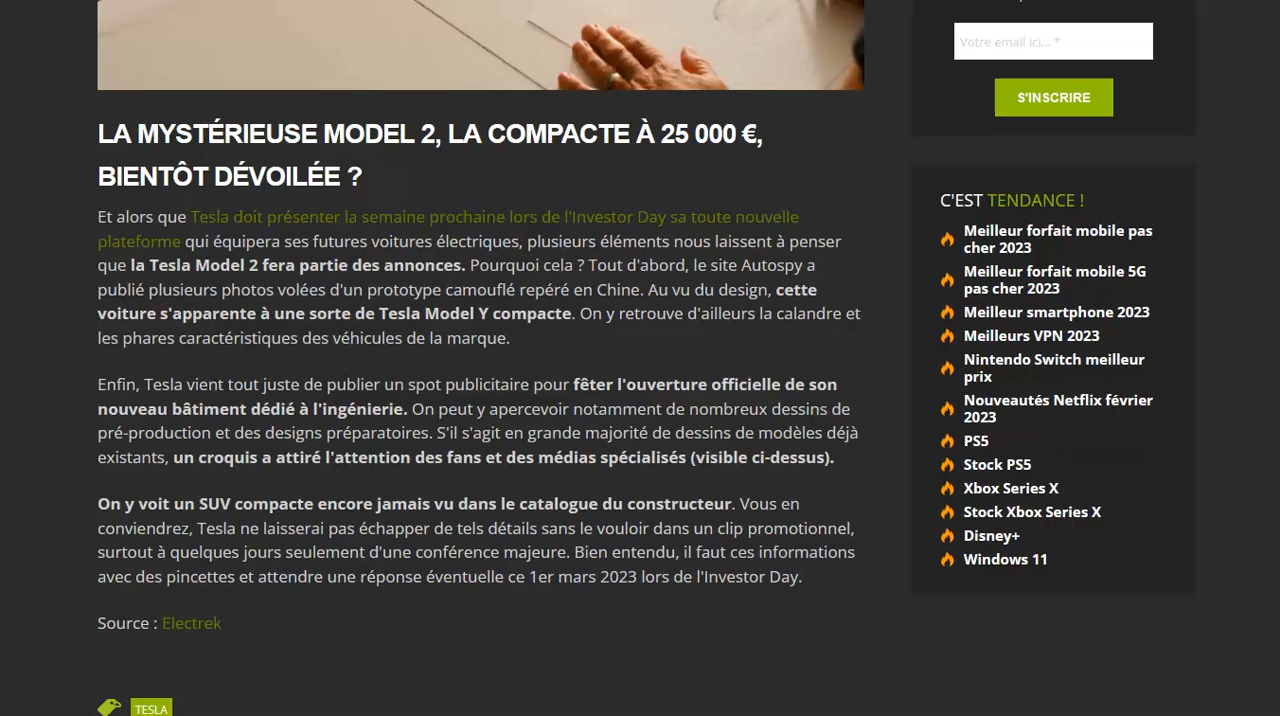 LA MYSTÉRIEUSE MODEL 2, LA COMPACTE À 25 000 €,
BIENTÔT DÉVOILÉE ?
Et alors que Tesla doit présenter la semaine prochaine lors de l'Investor Day sa toute nouvelle
plateforme qui équipera ses futures voitures électriques, plusieurs éléments nous laissent à penser
que la Tesla Model 2 fera partie des annonces. Pourquoi cela ? Tout d'abord, le site Autospy a
publié plusieurs photos volées d'un prototype camouflé repéré en Chine. Au vu du design, cette
voiture s'apparente à une sorte de Tesla Model Y compacte. On y retrouve d'ailleurs la calandre et
les phares caractéristiques des véhicules de la marque.
Enfin, Tesla vient tout juste de publier un spot publicitaire pour fêter l'ouverture officielle de son
nouveau bâtiment dédié à l'ingénierie. On peut y apercevoir notamment de nombreux dessins de
pré-production et des designs préparatoires. S'il s'agit en grande majorité de dessins de modèles déjà
existants, un croquis a attiré l'attention des fans et des médias spécialisés (visible ci-dessus).
On y voit un SUV compacte encore jamais vu dans le catalogue du constructeur. Vous en
conviendrez, Tesla ne laisserai pas échapper de tels détails sans le vouloir dans un clip promotionnel,
surtout à quelques jours seulement d'une conférence majeure. Bien entendu, il faut ces informations
avec des pincettes et attendre une réponse éventuelle ce 1er mars 2023 lors de l'Investor Day.
Source : Electrek
TESLA
Votre email ici... *
S'INSCRIRE
C'EST TENDANCE !
Meilleur forfait mobile pas
cher 2023
Meilleur forfait mobile 5G
pas cher 2023
Meilleur smartphone 2023
Meilleurs VPN 2023
Nintendo Switch meilleur
prix
Nouveautés Netflix février
2023
PS5
Stock PS5
Xbox Series X
Stock Xbox Series X
Disney+
Windows 11